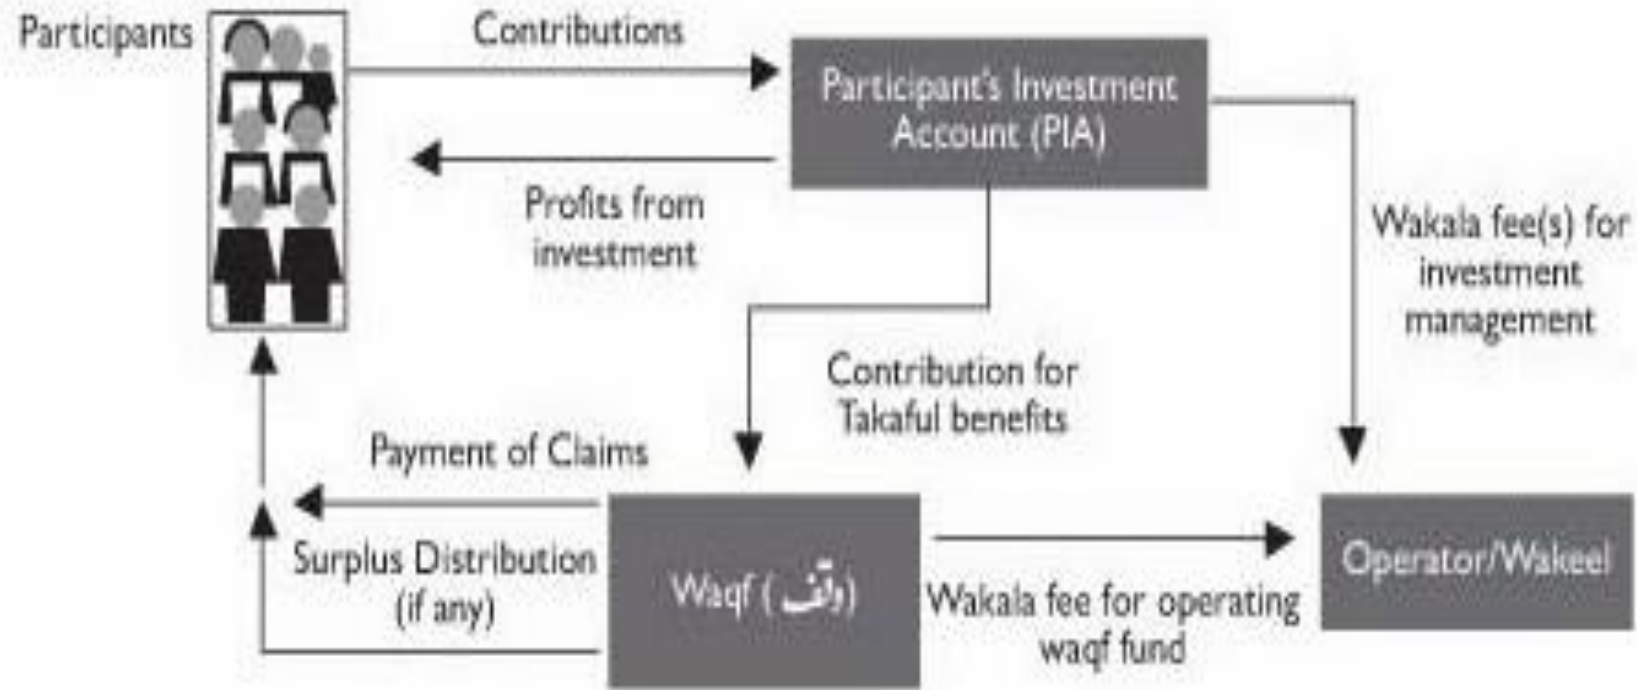 Participants
Contributions
Participant's Investment
Account (PIA)
Profits from
investment
Wakala fee(s) for
investment
management
Contribution for
Takaful benefits
Payment of Claims
Surplus Distribution
(if any)
Waqf (وقف)
Wakala fee for operating
waqf fund
Operator/Wakeel